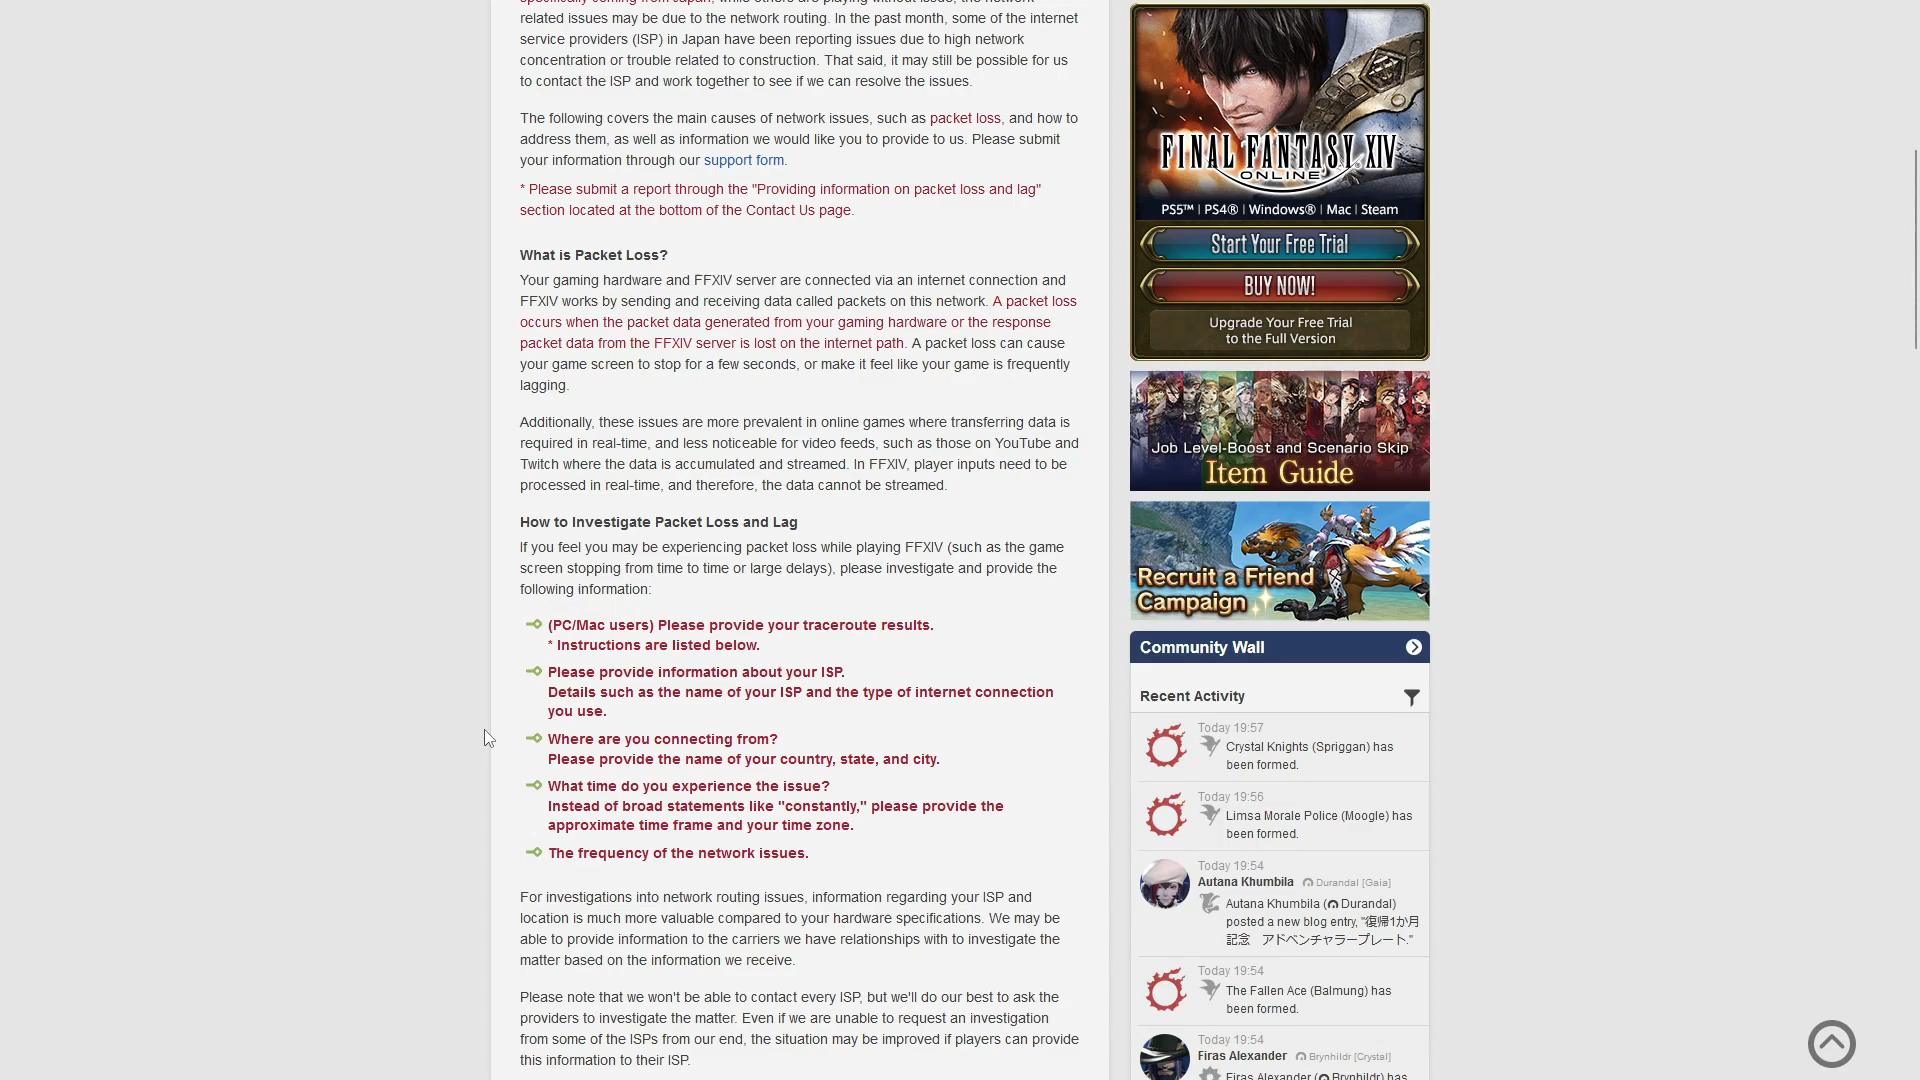 specifically coming from Japan, while others are playing without issue, the network
related issues may be due to the network routing. In the past month, some of the internet
service providers (ISP) in Japan have been reporting issues due to high network
concentration or trouble related to construction. That said, it may still be possible for us
to contact the ISP and work together to see if we can resolve the issues.
The following covers the main causes of network issues, such as packet loss, and how to
address them, as well as information we would like you to provide to us. Please submit
your information through our support form.
* Please submit a report through the "Providing information on packet loss and lag"
section located at the bottom of the Contact Us page.
What is Packet Loss?
Your gaming hardware and FFXIV server are connected via an internet connection and
FFXIV works by sending and receiving data called packets on this network. A packet loss
occurs when the packet data generated from your gaming hardware or the response
packet data from the FFXIV server is lost on the internet path. A packet loss can cause
your game screen to stop for a few seconds, or make it feel like your game is frequently
lagging.
Additionally, these issues are more prevalent in online games where transferring data is
required in real-time, and less noticeable for video feeds, such as those on YouTube and
Twitch where the data is accumulated and streamed. In FFXIV, player inputs need to be
processed in real-time, and therefore, the data cannot be streamed.
How to Investigate Packet Loss and Lag
If you feel you may be experiencing packet loss while playing FFXIV (such as the game
screen stopping from time to time or large delays), please investigate and provide the
following information:
(PC/Mac users) Please provide your traceroute results.
* Instructions are listed below.
Please provide information about your ISP.
Details such as the name of your ISP and the type of internet connection
you use.
Where are you connecting from?
Please provide the name of your country, state, and city.
What time do you experience the issue?
Instead of broad statements like "constantly," please provide the
approximate time frame and your time zone.
The frequency of the network issues.
For investigations into network routing issues, information regarding your ISP and
location is much more valuable compared to your hardware specifications. We may be
able to provide information to the carriers we have relationships with to investigate the
matter based on the information we receive.
Please note that we won't be able to contact every ISP, but we'll do our best to ask the
providers to investigate the matter. Even if we are unable to request an investigation
from some of the ISPs from our end, the situation may be improved if players can provide
this information to their ISP.
FINAL FANTASY XIV
ONLINE
PS5™ | PS4® | Windows® | Mac | Steam
Start Your Free Trial
BUY NOW!
Upgrade Your Free Trial
to the Full Version
Job Level-Boost and Scenario Skip
Item Guide
Recruit a Friend
Campaign
Community Wall
Recent Activity
Today 19:57
Crystal Knights (Spriggan) has
been formed.
Today 19:56
Limsa Morale Police (Moogle) has
been formed.
Today 19:54
Autana Khumbila Durandal [Gaia]
Autana Khumbila (Durandal)
posted a new blog entry, "復帰1か月
記念　アドベンチャラープレート."
Today 19:54
The Fallen Ace (Balmung) has
been formed.
Today 19:54
Firas Alexander Brynhildr [Crystal]
Firas Alexander (Brynhildr) has